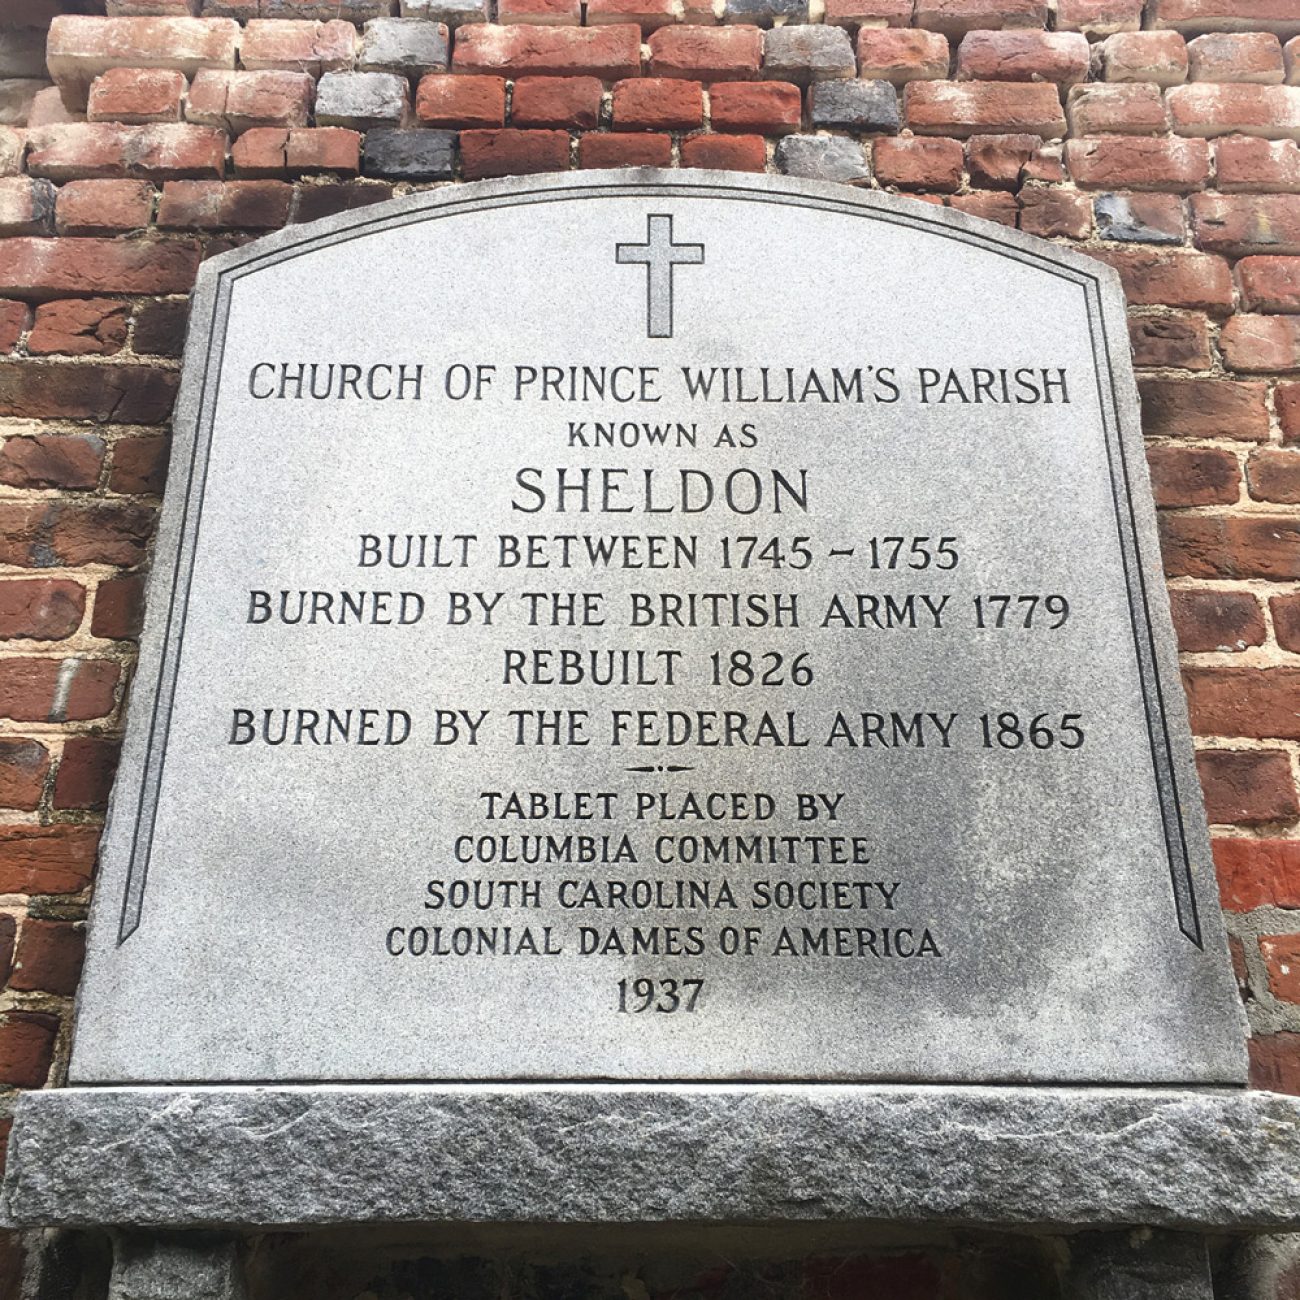 CHURCH OF PRINCE WILLIAM'S PARISH
KNOWN AS
SHELDON
BUILT BETWEEN 1745 – 1755
BURNED BY THE BRITISH ARMY 1779
REBUILT 1826
BURNED BY THE FEDERAL ARMY 1865
TABLET PLACED BY
COLUMBIA COMMITTEE
SOUTH CAROLINA SOCIETY
COLONIAL DAMES OF AMERICA
1937